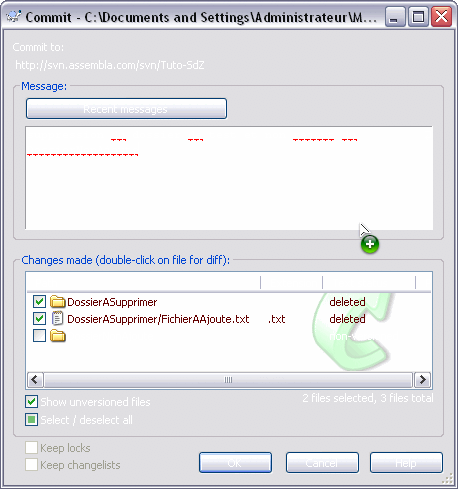 Commit - C:\Documents and Settings\Administrateur\M...
Commit to:
http://svn.assembla.com/svn/Tuto-SdZ
Message:
Recent messages
Changes made (double-click on file for diff):
DossierASupprimer deleted
DossierASupprimer/FichierAAjoute.txt .txt deleted
2 files selected, 3 files total
Show unversioned files
Select / deselect all
Keep locks
Keep changelists
OK Cancel Help